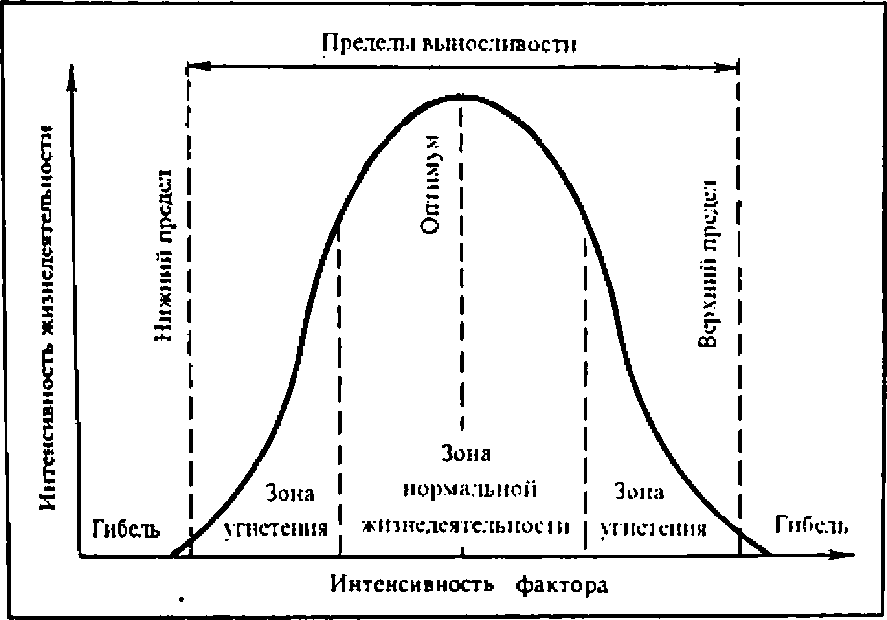 Пределы выносливости
Интенсивность жизнедеятельности
Нижний предел
Оптимум
Верхний предел
Зона
нормальной
жизнедеятельности
Зона
угнетения
Зона
угнетения
Гибель
Гибель
Интенсивность фактора